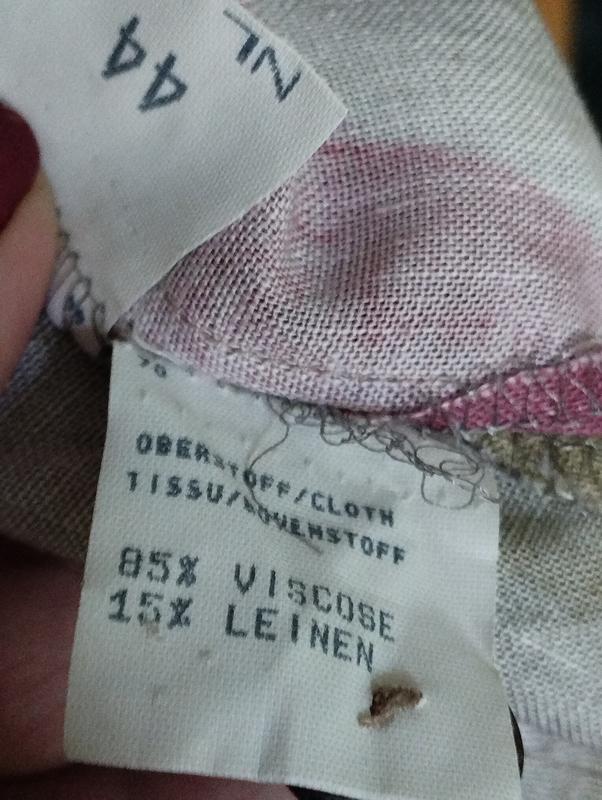 NL
44
OBERSTOFF/CLOTH
TISSU/BOVENSTOFF
85% VISCOSE
15% LEINEN